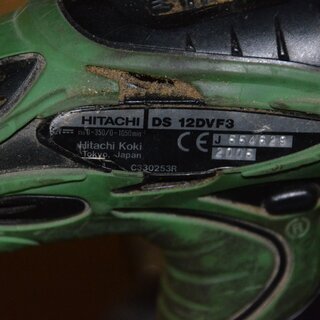 HITACHI DS 12DVF3
n₀ 0-350/0-1050min⁻¹
Hitachi Koki
Tokyo, Japan
CE
C330253R